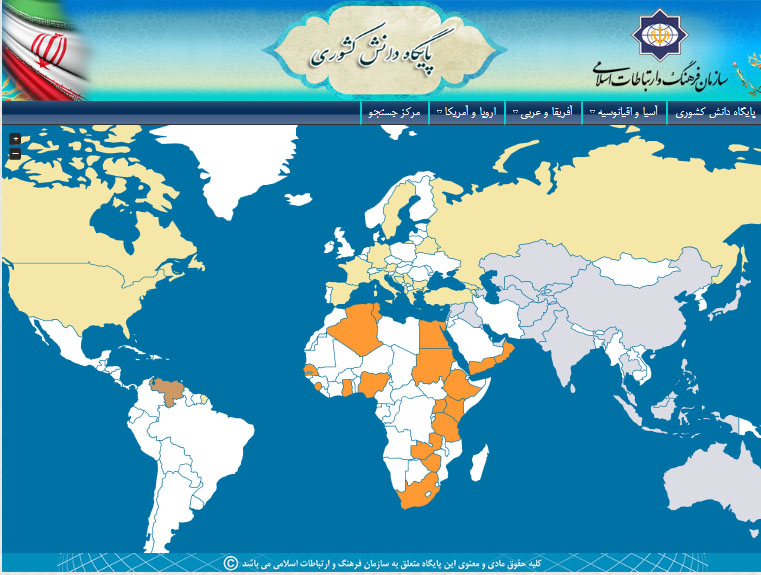 پایگاه دانش کشوری
سازمان فرهنگ و ارتباطات اسلامی
پایگاه دانش کشوری
آسیا و اقیانوسیه
آفریقا و عربی
اروپا و آمریکا
مرکز جستجو
+
-
کلیه حقوق مادی و معنوی این پایگاه متعلق به سازمان فرهنگ و ارتباطات اسلامی می باشد ©